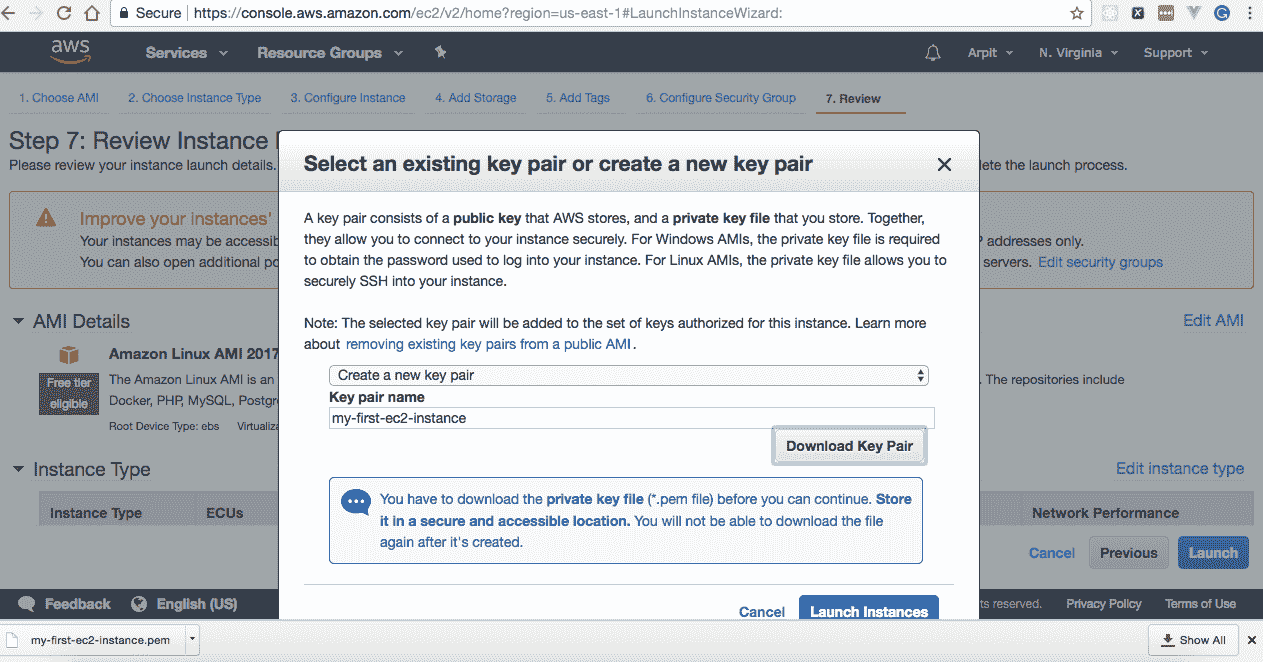 Secure https://console.aws.amazon.com/ec2/v2/home?region=us-east-1#LaunchInstanceWizard:
aws Services Resource Groups Arpit N. Virginia Support
1. Choose AMI 2. Choose Instance Type 3. Configure Instance 4. Add Storage 5. Add Tags 6. Configure Security Group 7. Review
Step 7: Review Instance
Please review your instance launch details. lete the launch process.
Select an existing key pair or create a new key pair
Improve your instances'
Your instances may be accessib P addresses only.
You can also open additional po servers. Edit security groups
A key pair consists of a public key that AWS stores, and a private key file that you store. Together,
they allow you to connect to your instance securely. For Windows AMIs, the private key file is required
to obtain the password used to log into your instance. For Linux AMIs, the private key file allows you to
securely SSH into your instance.
Note: The selected key pair will be added to the set of keys authorized for this instance. Learn more
about removing existing key pairs from a public AMI.
AMI Details Edit AMI
Amazon Linux AMI 2017
Free tier
eligible
The Amazon Linux AMI is an . The repositories include
Docker, PHP, MySQL, Postgr
Root Device Type: ebs Virtualiza
Create a new key pair
Key pair name
my-first-ec2-instance
Download Key Pair
Instance Type Edit instance type
Instance Type ECUs Network Performance
You have to download the private key file (*.pem file) before you can continue. Store
it in a secure and accessible location. You will not be able to download the file
again after it's created.
Cancel Previous Launch
Cancel Launch Instances
Feedback English (US) ts reserved. Privacy Policy Terms of Use
my-first-ec2-instance.pem Show All